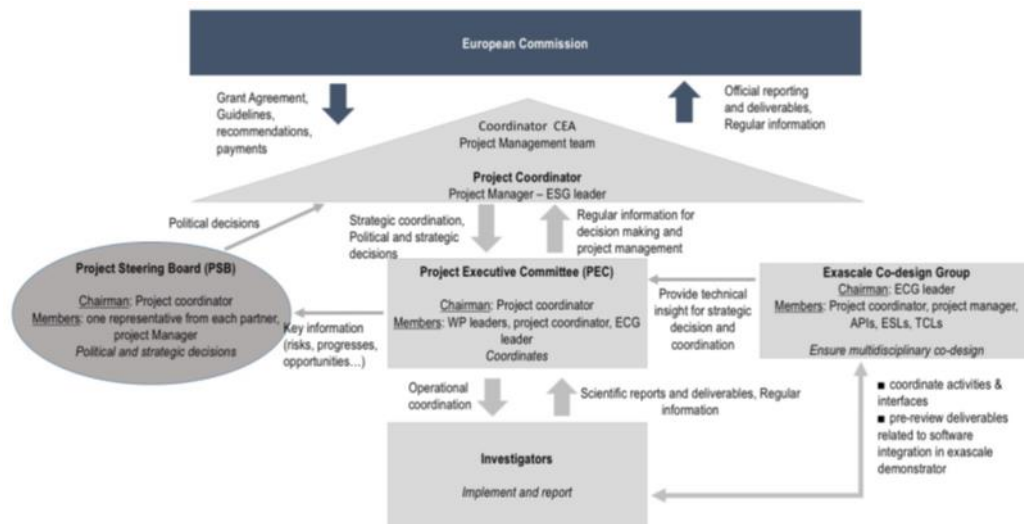 European Commission
Grant Agreement,
Guidelines,
recommendations,
payments
Official reporting
and deliverables,
Regular information
Coordinator CEA
Project Management team
Project Coordinator
Project Manager – ESG leader
Political decisions
Strategic coordination,
Political and strategic
decisions
Regular information for
decision making and
project management
Project Steering Board (PSB)
Chairman: Project coordinator
Members: one representative from each partner,
project Manager
Political and strategic decisions
Key information
(risks, progresses,
opportunities…)
Project Executive Committee (PEC)
Chairman: Project coordinator
Members: WP leaders, project coordinator, ECG
leader
Coordinates
Provide technical
insight for strategic
decision and
coordination
Exascale Co-design Group
Chairman: ECG leader
Members: Project coordinator, project manager,
APIs, ESLs, TCLs
Ensure multidisciplinary co-design
Operational
coordination
Scientific reports and deliverables, Regular
information
■ coordinate activities &
interfaces
■ pre-review deliverables
related to software
integration in exascale
demonstrator
Investigators
Implement and report